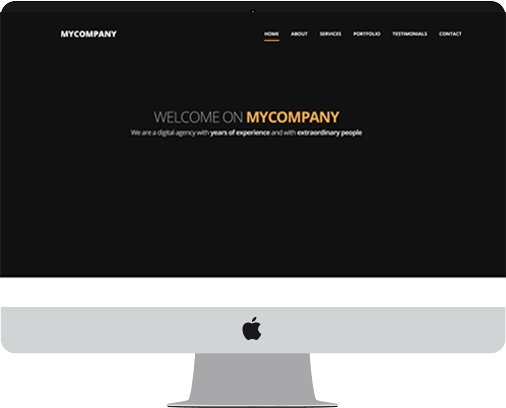 MYCOMPANY
HOME ABOUT SERVICES PORTFOLIO TESTIMONIALS CONTACT
WELCOME ON MYCOMPANY
We are a digital agency with years of experience and with extraordinary people